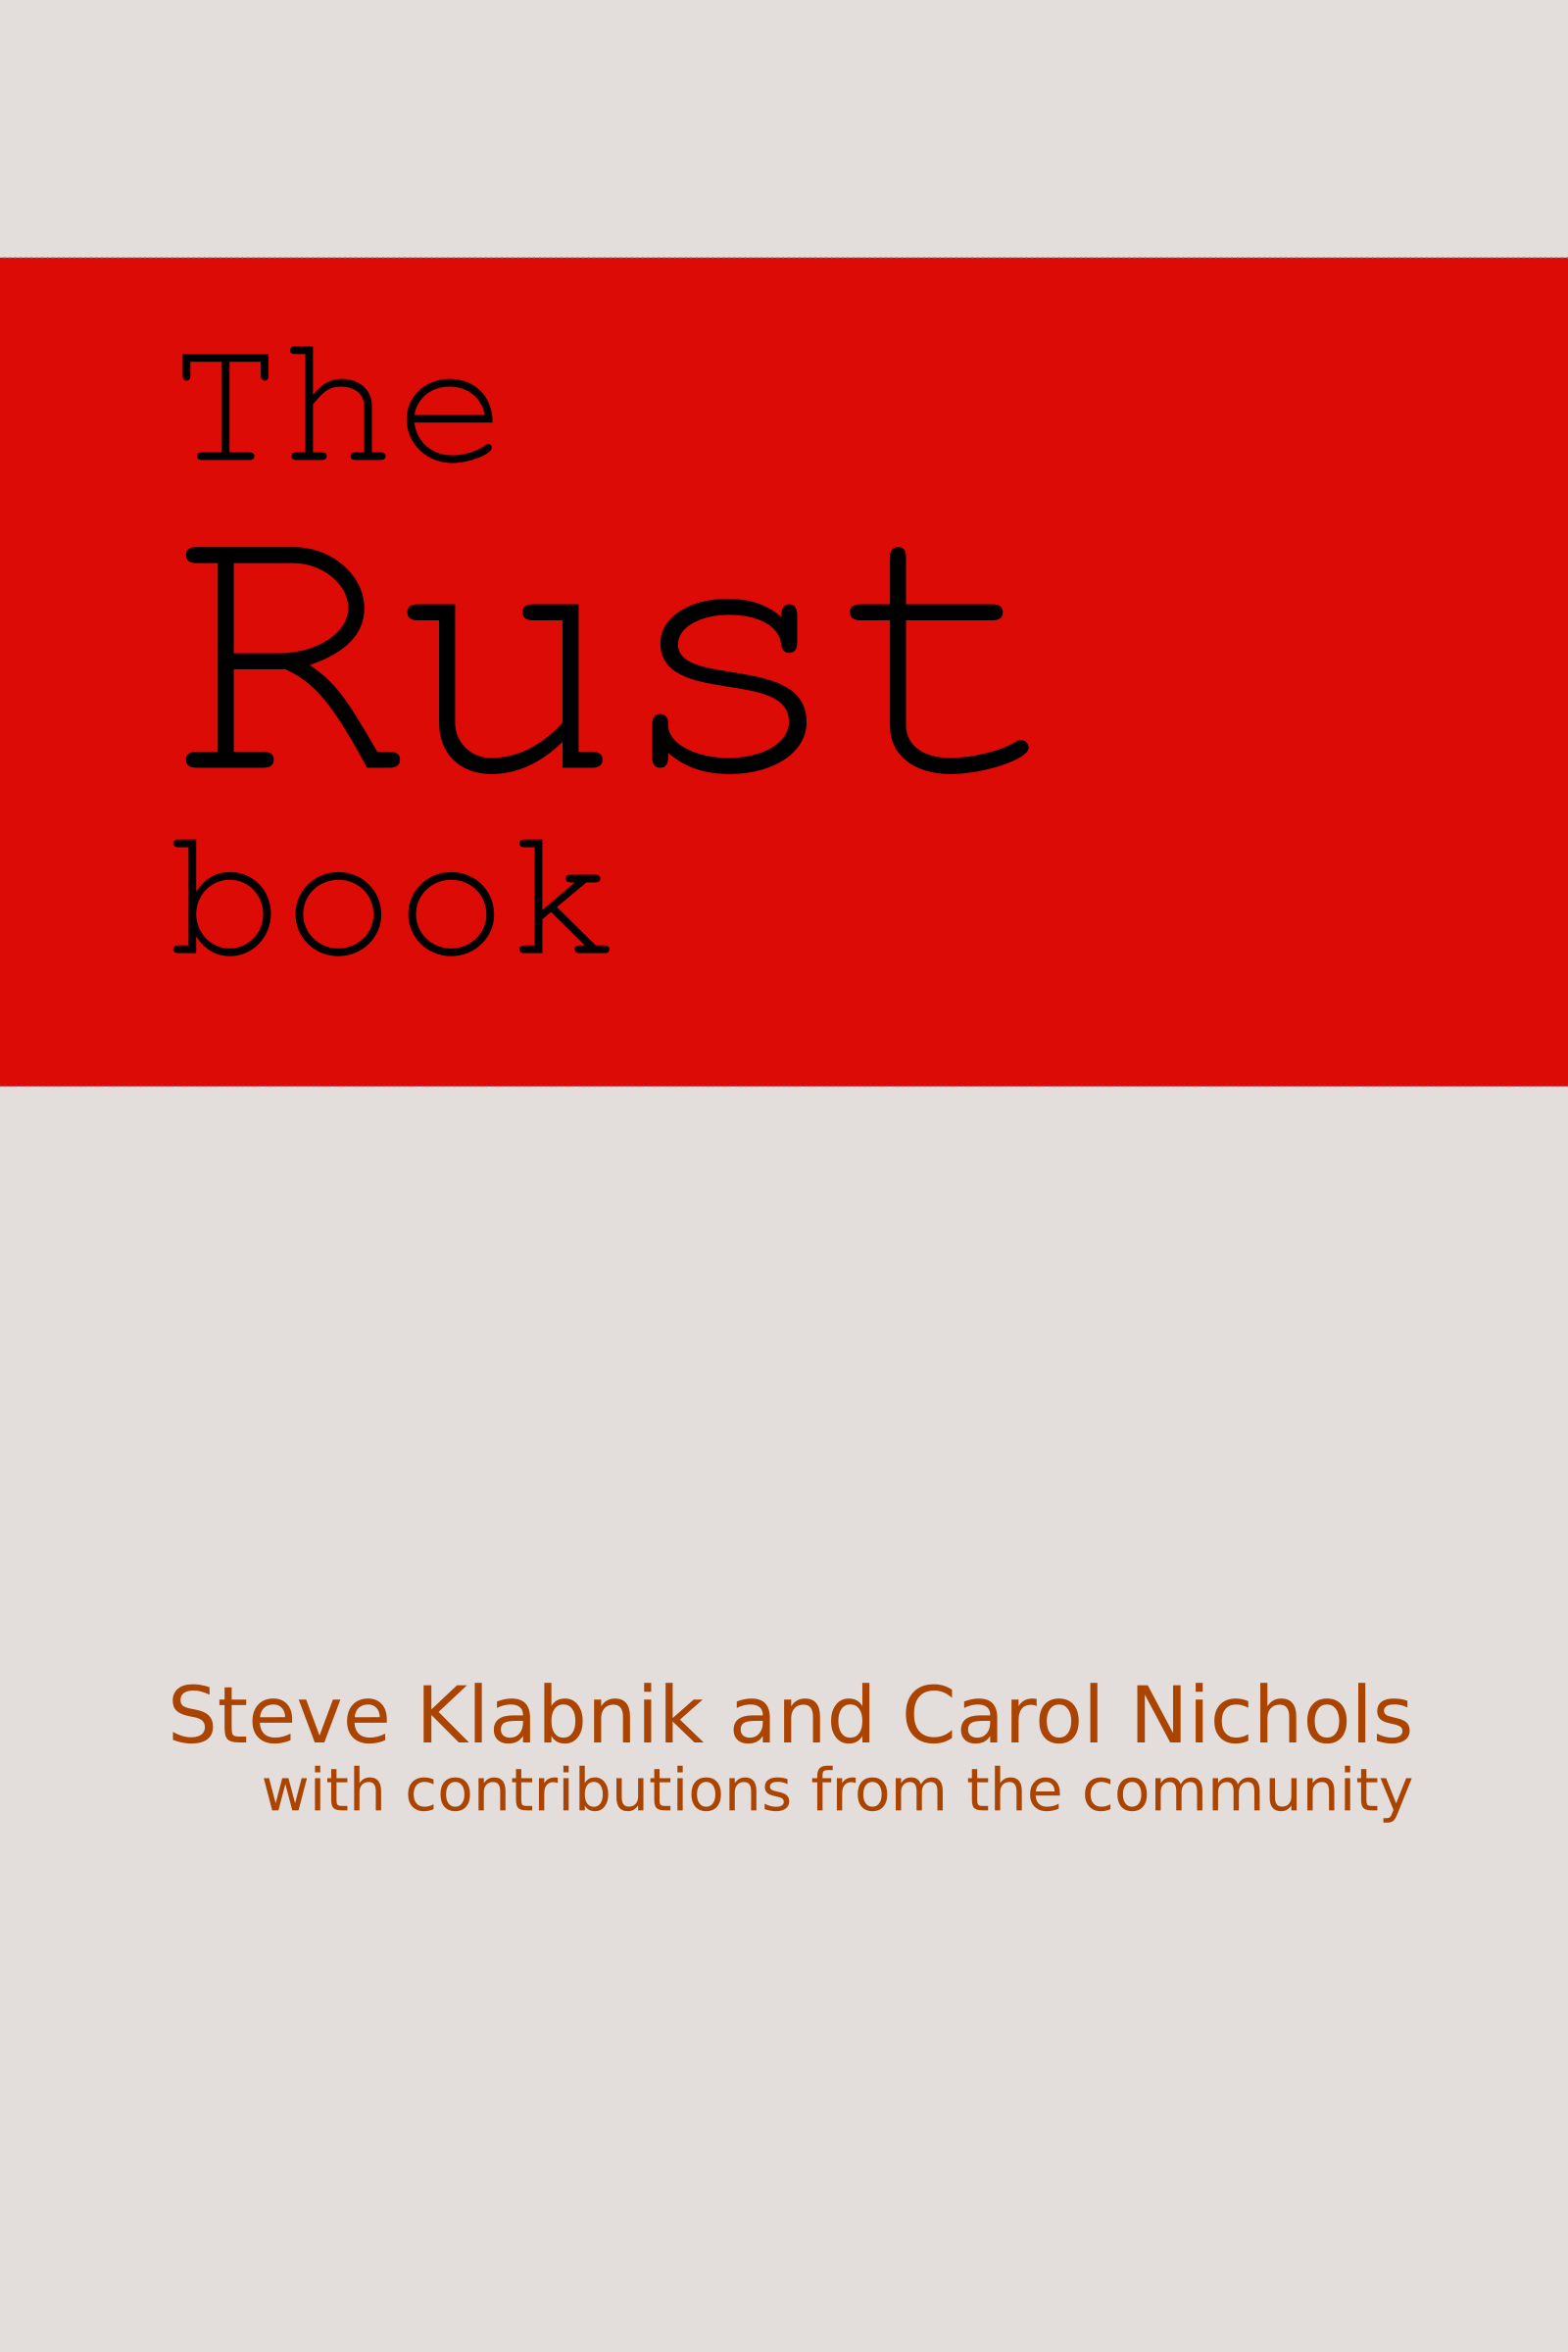 The
Rust
book
Steve Klabnik and Carol Nichols
with contributions from the community